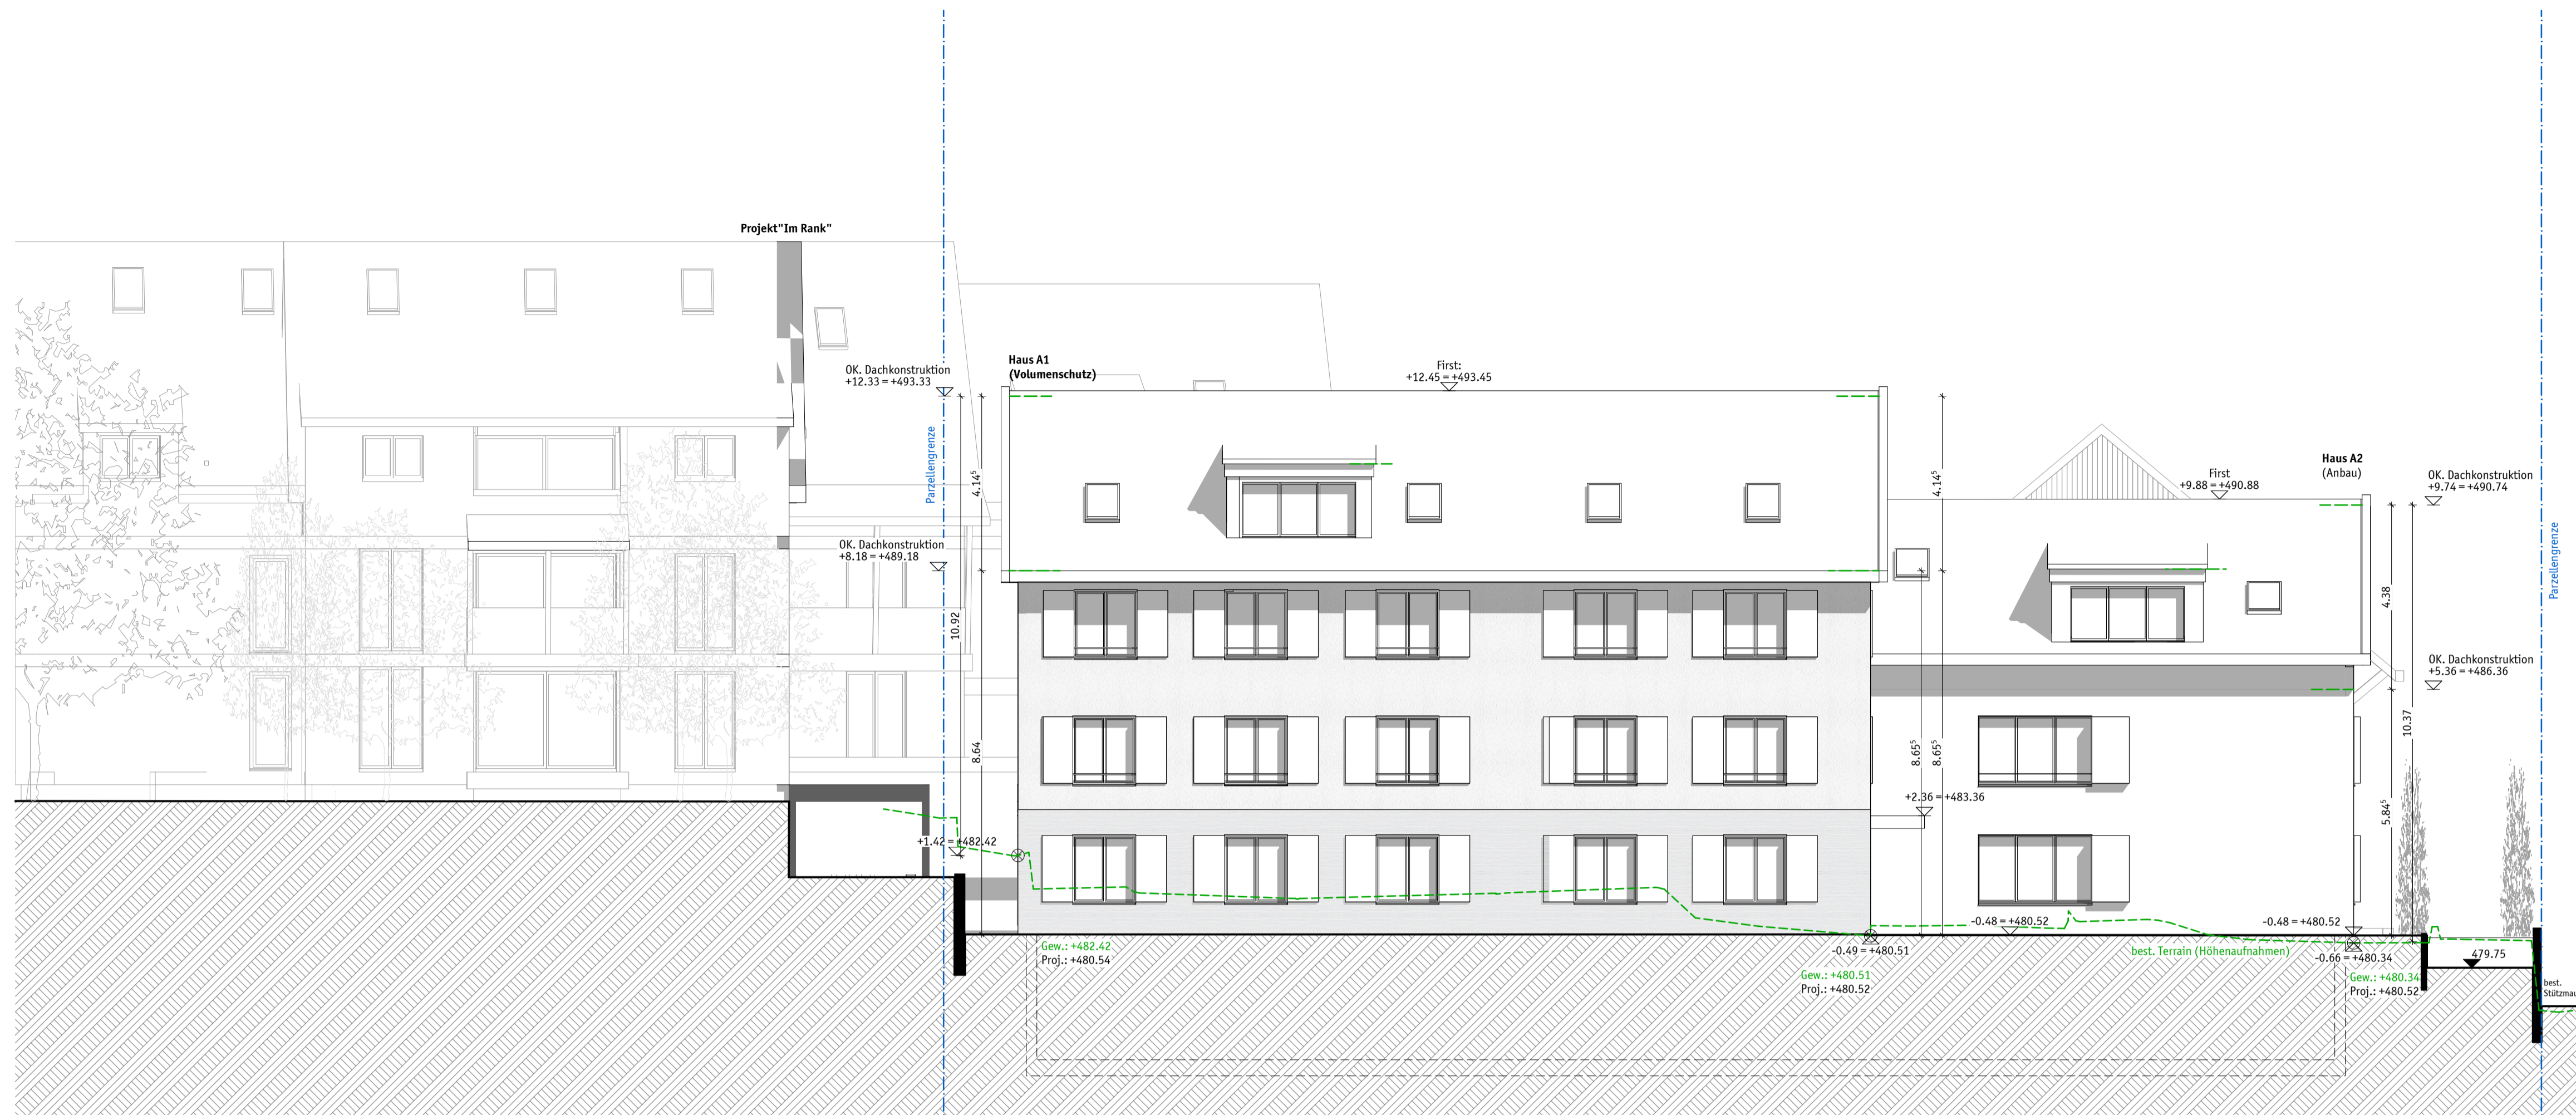 Projekt"Im Rank"
OK. Dachkonstruktion
+12.33 = +493.33
Haus A1
(Volumenschutz)
First:
+12.45 = +493.45
Parzellengrenze
4.14⁵
4.14⁵
Haus A2
(Anbau)
First
+9.88 = +490.88
OK. Dachkonstruktion
+9.74 = +490.74
OK. Dachkonstruktion
+8.18 = +489.18
Parzellengrenze
10.92
4.38
OK. Dachkonstruktion
+5.36 = +486.36
10.37
8.64
8.65⁵
8.65⁵
+2.36 = +483.36
5.84⁵
+1.42 = +482.42
-0.48 = +480.52
-0.48 = +480.52
Gew.: +482.42
Proj.: +480.54
-0.49 = +480.51
best. Terrain (Höhenaufnahmen)
-0.66 = +480.34
479.75
Gew.: +480.51
Proj.: +480.52
Gew.: +480.34
Proj.: +480.52
best.
Stützmau